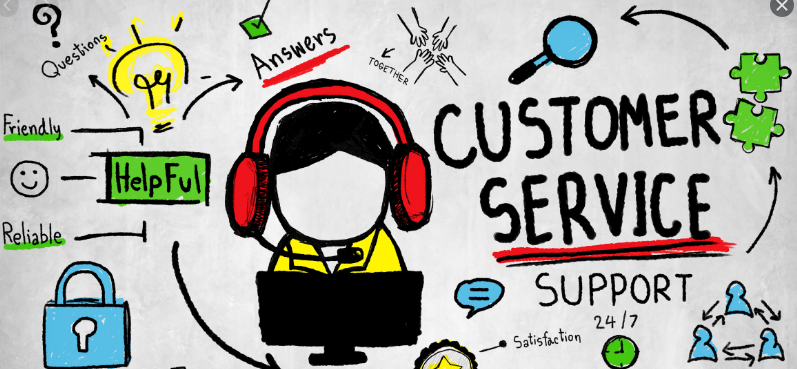 ?
Questions
Answers
TOGETHER
CUSTOMER
SERVICE
SUPPORT
24/7
Friendly
HelpFul
Reliable
Satisfaction